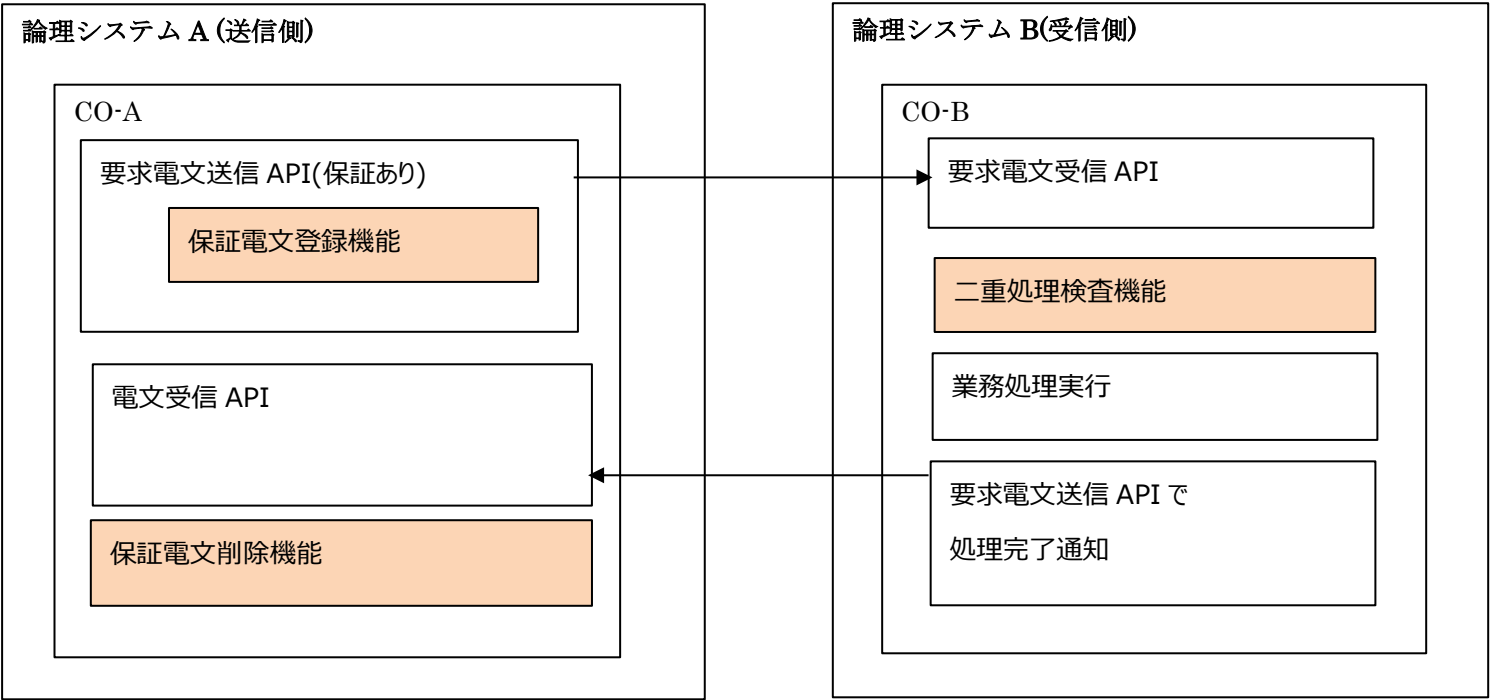 論理システム A (送信側)
CO-A
要求電文送信 API(保証あり)
保証電文登録機能
電文受信 API
保証電文削除機能
論理システム B(受信側)
CO-B
要求電文受信 API
二重処理検査機能
業務処理実行
要求電文送信 API で
処理完了通知